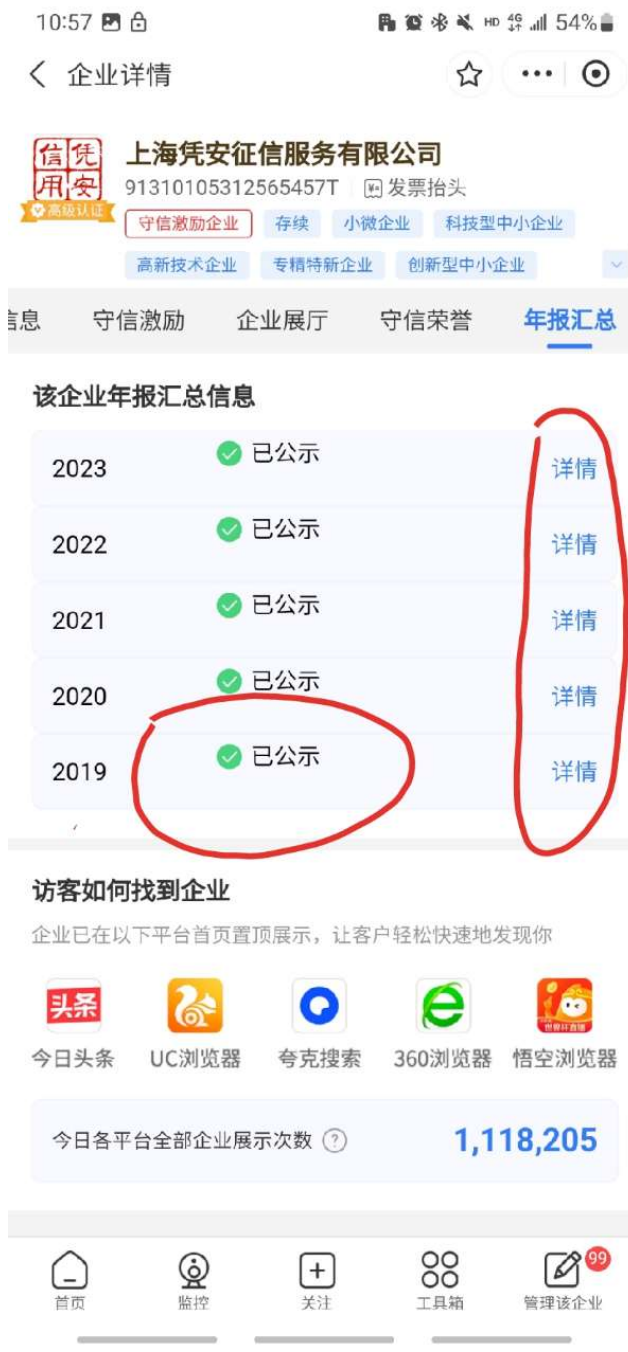 10:57 HD 4G 54%
企业详情
信凭
用安
高级认证
上海凭安征信服务有限公司
91310105312565457T 发票抬头
守信激励企业 存续 小微企业 科技型中小企业
高新技术企业 专精特新企业 创新型中小企业
信息 守信激励 企业展厅 守信荣誉 年报汇总
该企业年报汇总信息
2023 已公示 详情
2022 已公示 详情
2021 已公示 详情
2020 已公示 详情
2019 已公示 详情
访客如何找到企业
企业已在以下平台首页置顶展示，让客户轻松快速地发现你
头条
世界杯直播
今日头条 UC浏览器 夸克搜索 360浏览器 悟空浏览器
今日各平台全部企业展示次数 ? 1,118,205
99
首页 监控 关注 工具箱 管理该企业